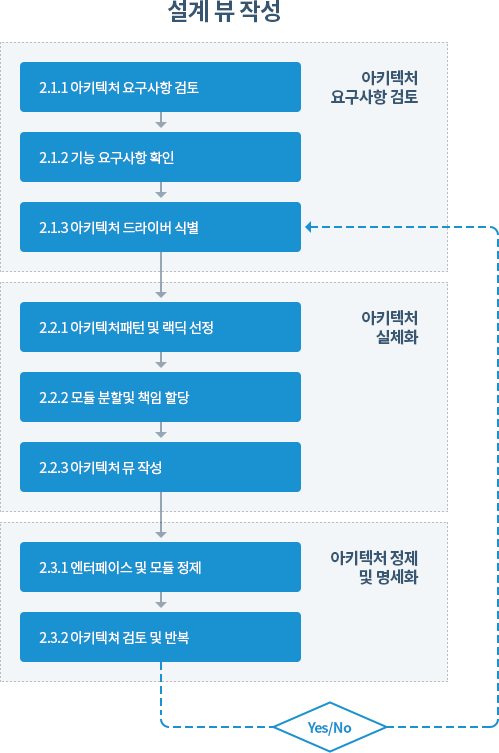 설계 뷰 작성
아키텍처
요구사항 검토
2.1.1 아키텍처 요구사항 검토
2.1.2 기능 요구사항 확인
2.1.3 아키텍처 드라이버 식별
아키텍처
실체화
2.2.1 아키텍처패턴 및 랙딕 선정
2.2.2 모듈 분할및 책임 할당
2.2.3 아키텍처 뷰 작성
아키텍처 정제
및 명세화
2.3.1 엔터페이스 및 모듈 정제
2.3.2 아키텍쳐 검토 및 반복
Yes/No